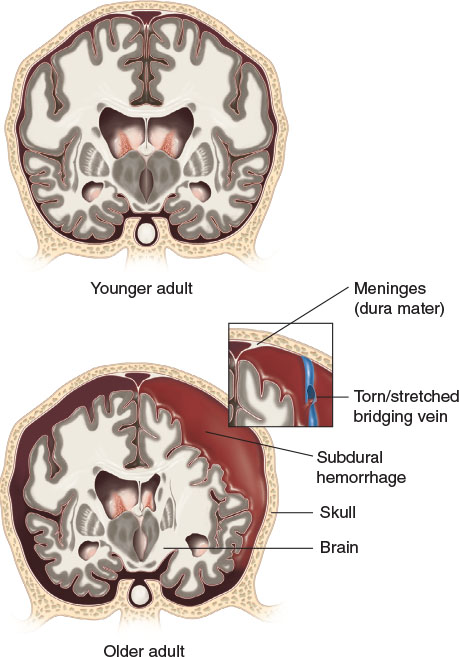 Younger adult
Meninges
(dura mater)
Torn/stretched
bridging vein
Subdural
hemorrhage
Skull
Brain
Older adult